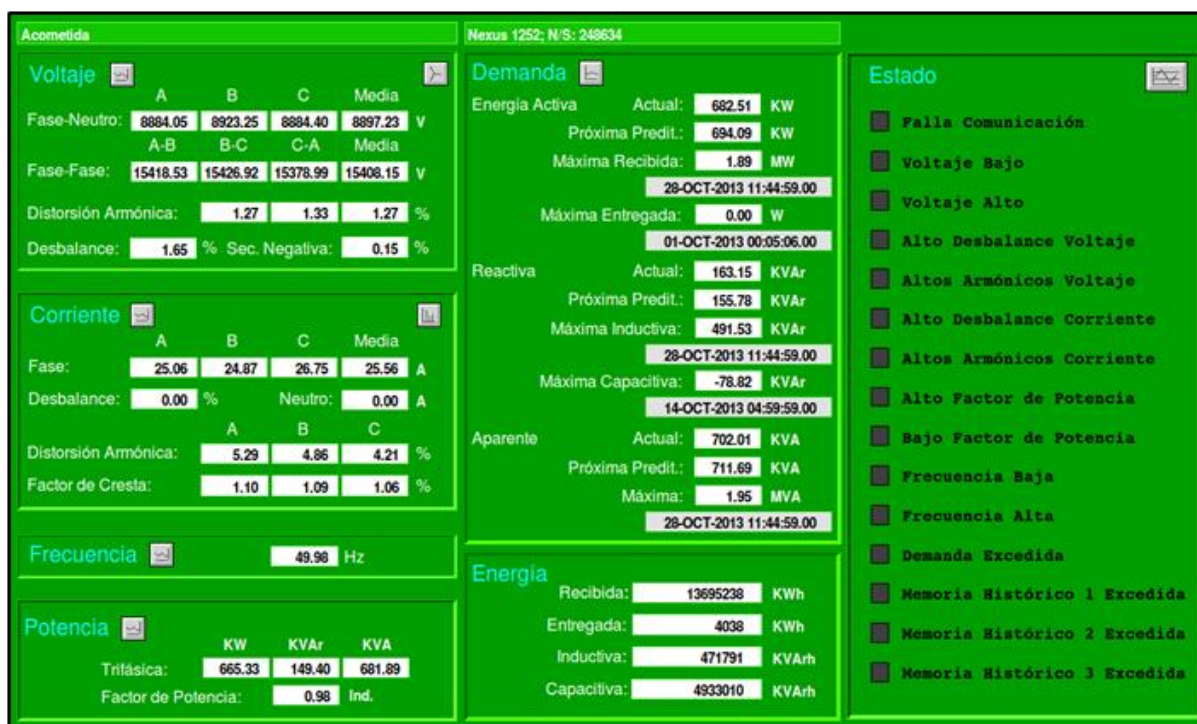 Acometida
Nexus 1252; N/S: 248634
Voltaje
A B C Media
Fase-Neutro: 8884.05 8923.25 8884.40 8897.23 V
A-B B-C C-A Media
Fase-Fase: 15418.53 15426.92 15378.99 15408.15 V
Distorsión Armónica: 1.27 1.33 1.27 %
Desbalance: 1.65 % Sec. Negativa: 0.15 %
Corriente
A B C Media
Fase: 25.06 24.87 26.75 25.56 A
Desbalance: 0.00 % Neutro: 0.00 A
A B C
Distorsión Armónica: 5.29 4.86 4.21 %
Factor de Cresta: 1.10 1.09 1.06 %
Frecuencia 49.98 Hz
Potencia
KW KVAr KVA
Trifásica: 665.33 149.40 681.89
Factor de Potencia: 0.98 Ind.
Demanda
Energía Activa Actual: 682.51 KW
Próxima Predit.: 694.09 KW
Máxima Recibida: 1.89 MW
28-OCT-2013 11:44:59.00
Máxima Entregada: 0.00 W
01-OCT-2013 00:05:06.00
Reactiva Actual: 163.15 KVAr
Próxima Predit.: 155.78 KVAr
Máxima Inductiva: 491.53 KVAr
28-OCT-2013 11:44:59.00
Máxima Capacitiva: -78.82 KVAr
14-OCT-2013 04:59:59.00
Aparente Actual: 702.01 KVA
Próxima Predit.: 711.69 KVA
Máxima: 1.95 MVA
28-OCT-2013 11:44:59.00
Energía
Recibida: 13695238 KWh
Entregada: 4038 KWh
Inductiva: 471791 KVArh
Capacitiva: 4933010 KVArh
Estado
Falla Comunicación
Voltaje Bajo
Voltaje Alto
Alto Desbalance Voltaje
Altos Armónicos Voltaje
Alto Desbalance Corriente
Altos Armónicos Corriente
Alto Factor de Potencia
Bajo Factor de Potencia
Frecuencia Baja
Frecuencia Alta
Demanda Excedida
Memoria Histórico 1 Excedida
Memoria Histórico 2 Excedida
Memoria Histórico 3 Excedida